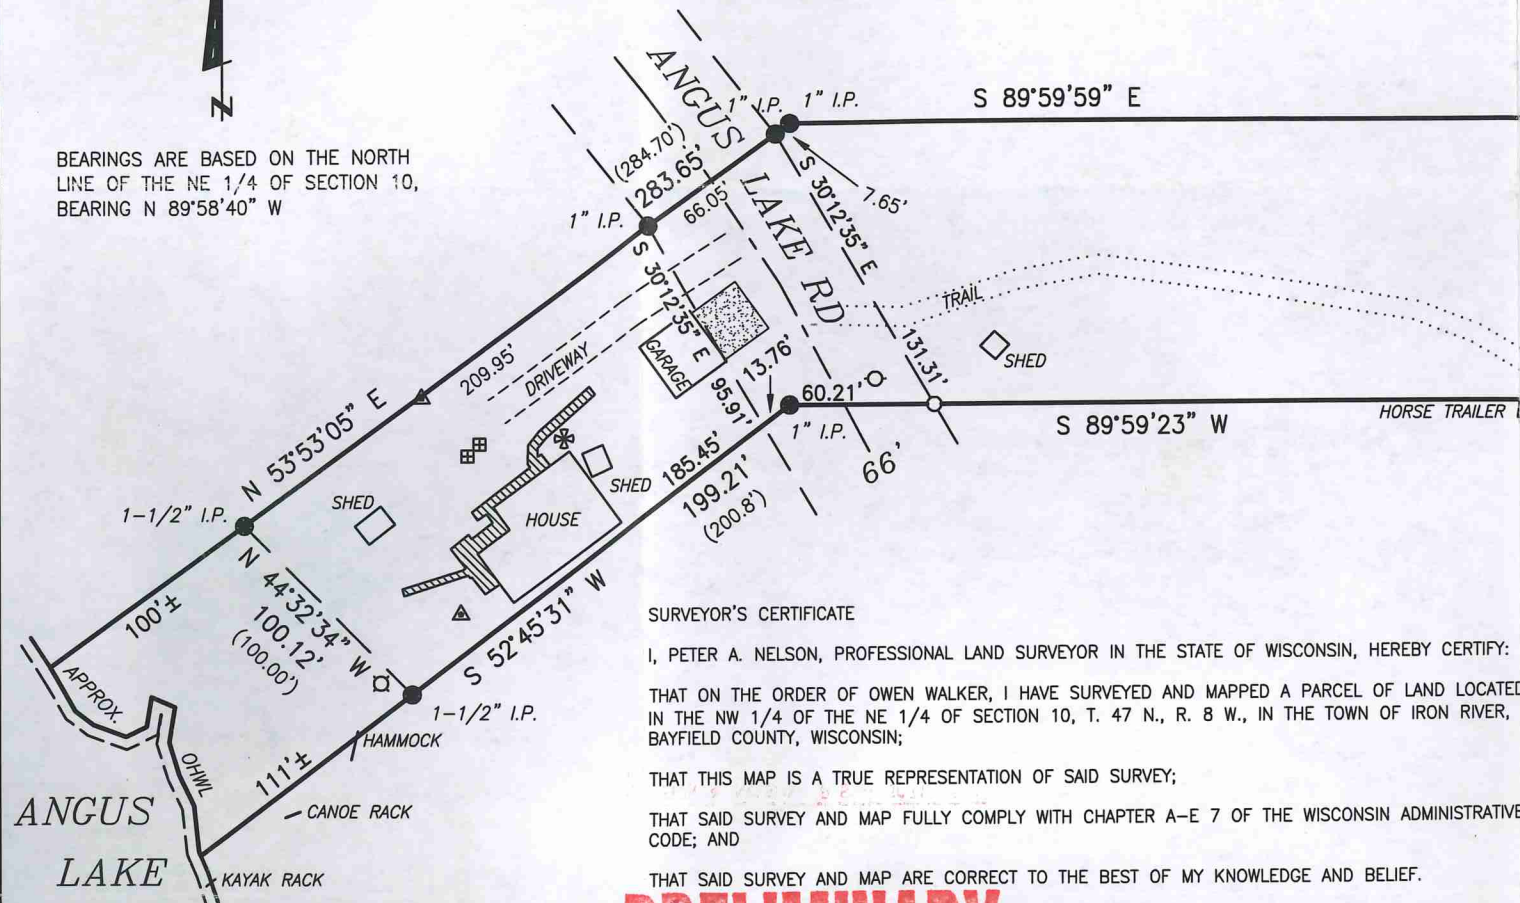 N
BEARINGS ARE BASED ON THE NORTH
LINE OF THE NE 1/4 OF SECTION 10,
BEARING N 89°58'40" W
ANGUS
LAKE RD
1" I.P.
1" I.P.
S 89°59'59" E
(284.70')
283.65'
66.05'
7.65'
1" I.P.
S 30°12'35" E
S 30°12'35" E
TRAIL
131.31'
SHED
209.95'
DRIVEWAY
GARAGE
95.91'
13.76'
60.21'
1" I.P.
S 89°59'23" W
HORSE TRAILER
66'
N 53°53'05" E
185.45'
199.21'
(200.8')
SHED
HOUSE
SHED
1-1/2" I.P.
N 44°32'34" W
100.12'
(100.00')
100'±
S 52°45'31" W
1-1/2" I.P.
HAMMOCK
APPROX.
OHWL
111'±
CANOE RACK
KAYAK RACK
ANGUS
LAKE
SURVEYOR'S CERTIFICATE
I, PETER A. NELSON, PROFESSIONAL LAND SURVEYOR IN THE STATE OF WISCONSIN, HEREBY CERTIFY:
THAT ON THE ORDER OF OWEN WALKER, I HAVE SURVEYED AND MAPPED A PARCEL OF LAND LOCATED
IN THE NW 1/4 OF THE NE 1/4 OF SECTION 10, T. 47 N., R. 8 W., IN THE TOWN OF IRON RIVER,
BAYFIELD COUNTY, WISCONSIN;
THAT THIS MAP IS A TRUE REPRESENTATION OF SAID SURVEY;
THAT SAID SURVEY AND MAP FULLY COMPLY WITH CHAPTER A-E 7 OF THE WISCONSIN ADMINISTRATIVE
CODE; AND
THAT SAID SURVEY AND MAP ARE CORRECT TO THE BEST OF MY KNOWLEDGE AND BELIEF.
PRELIMINARY